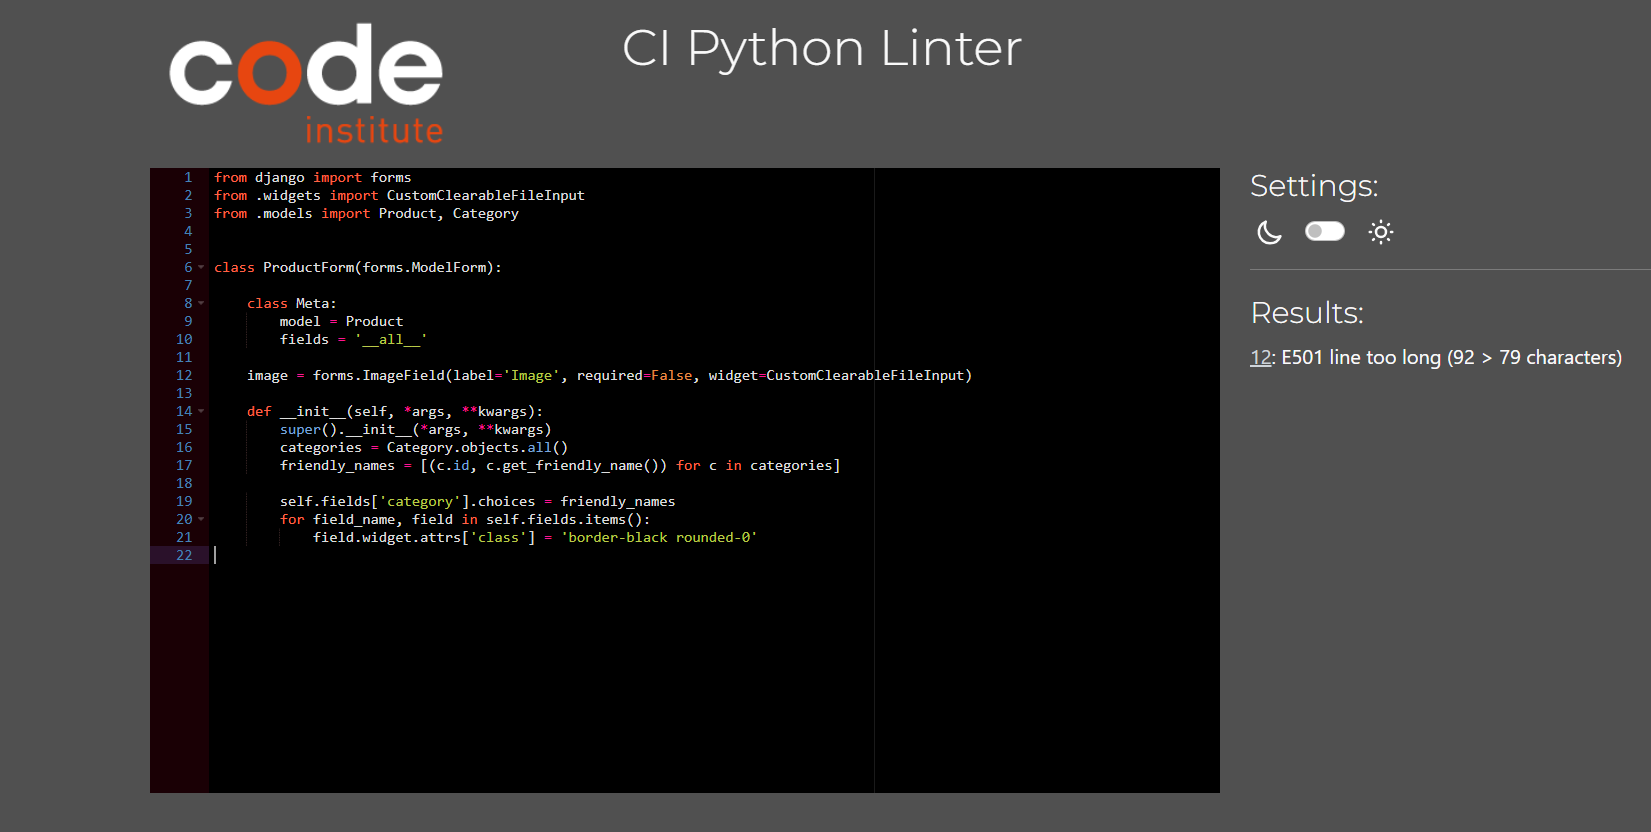 code
institute
CI Python Linter
1 from django import forms
2 from .widgets import CustomClearableFileInput
3 from .models import Product, Category
4
5
6 class ProductForm(forms.ModelForm):
7
8     class Meta:
9         model = Product
10         fields = '__all__'
11
12     image = forms.ImageField(label='Image', required=False, widget=CustomClearableFileInput)
13
14     def __init__(self, *args, **kwargs):
15         super().__init__(*args, **kwargs)
16         categories = Category.objects.all()
17         friendly_names = [(c.id, c.get_friendly_name()) for c in categories]
18
19         self.fields['category'].choices = friendly_names
20         for field_name, field in self.fields.items():
21             field.widget.attrs['class'] = 'border-black rounded-0'
22
Settings:
Results:
12: E501 line too long (92 > 79 characters)